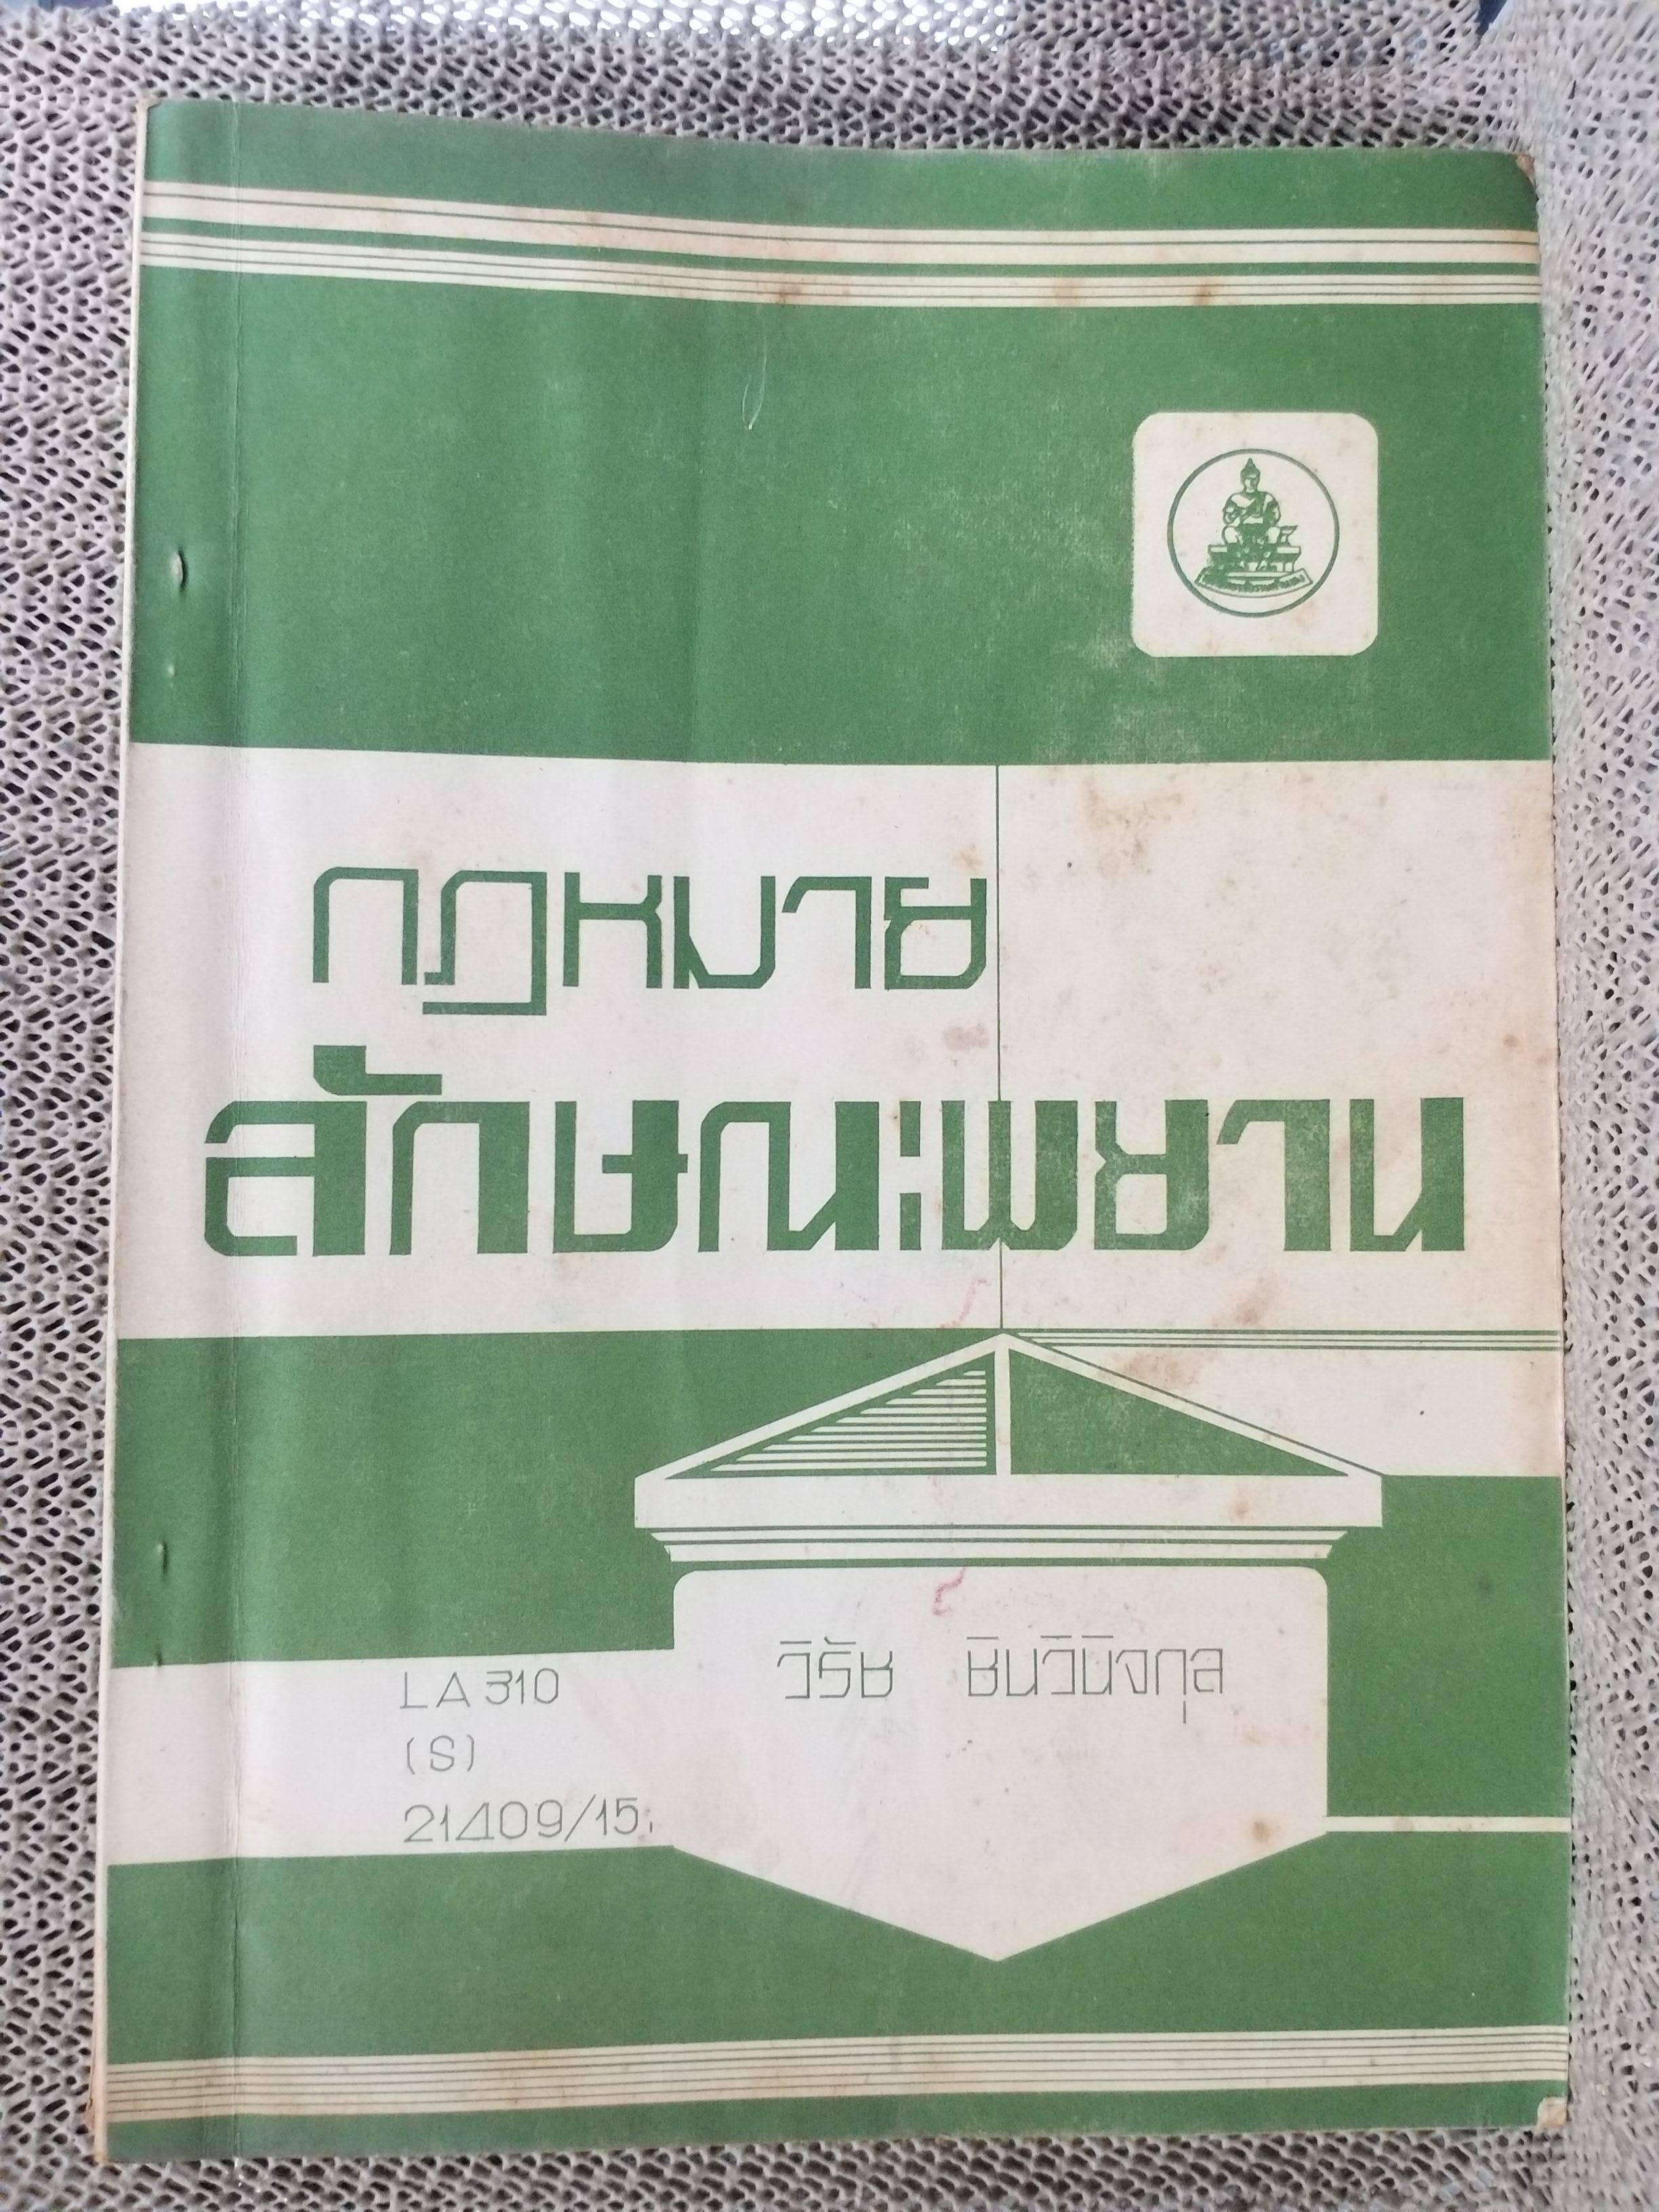 กฎหมาย
ลักษณะพยาน
วิรัช ชินวินิจกุล
LA 310
(S)
21409/15.